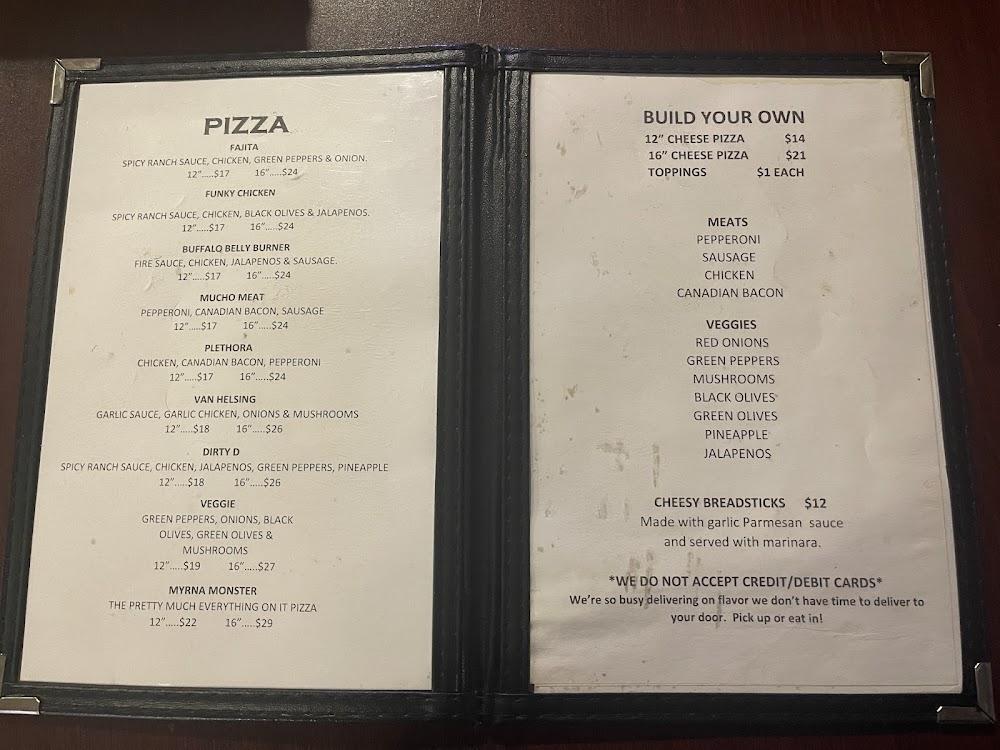 PIZZA
FAJITA
SPICY RANCH SAUCE, CHICKEN, GREEN PEPPERS & ONION.
12".....$17 16".....$24
FUNKY CHICKEN
SPICY RANCH SAUCE, CHICKEN, BLACK OLIVES & JALAPENOS.
12".....$17 16".....$24
BUFFALO BELLY BURNER
FIRE SAUCE, CHICKEN, JALAPENOS & SAUSAGE.
12".....$17 16".....$24
MUCHO MEAT
PEPPERONI, CANADIAN BACON, SAUSAGE
12".....$17 16".....$24
PLETHORA
CHICKEN, CANADIAN BACON, PEPPERONI
12".....$17 16".....$24
VAN HELSING
GARLIC SAUCE, GARLIC CHICKEN, ONIONS & MUSHROOMS
12".....$18 16".....$26
DIRTY D
SPICY RANCH SAUCE, CHICKEN, JALAPENOS, GREEN PEPPERS, PINEAPPLE
12".....$18 16".....$26
VEGGIE
GREEN PEPPERS, ONIONS, BLACK
OLIVES, GREEN OLIVES &
MUSHROOMS
12".....$19 16".....$27
MYRNA MONSTER
THE PRETTY MUCH EVERYTHING ON IT PIZZA
12".....$22 16".....$29
BUILD YOUR OWN
12" CHEESE PIZZA $14
16" CHEESE PIZZA $21
TOPPINGS $1 EACH
MEATS
PEPPERONI
SAUSAGE
CHICKEN
CANADIAN BACON
VEGGIES
RED ONIONS
GREEN PEPPERS
MUSHROOMS
BLACK OLIVES
GREEN OLIVES
PINEAPPLE
JALAPENOS
CHEESY BREADSTICKS $12
Made with garlic Parmesan sauce
and served with marinara.
*WE DO NOT ACCEPT CREDIT/DEBIT CARDS*
We're so busy delivering on flavor we don't have time to deliver to
your door. Pick up or eat in!